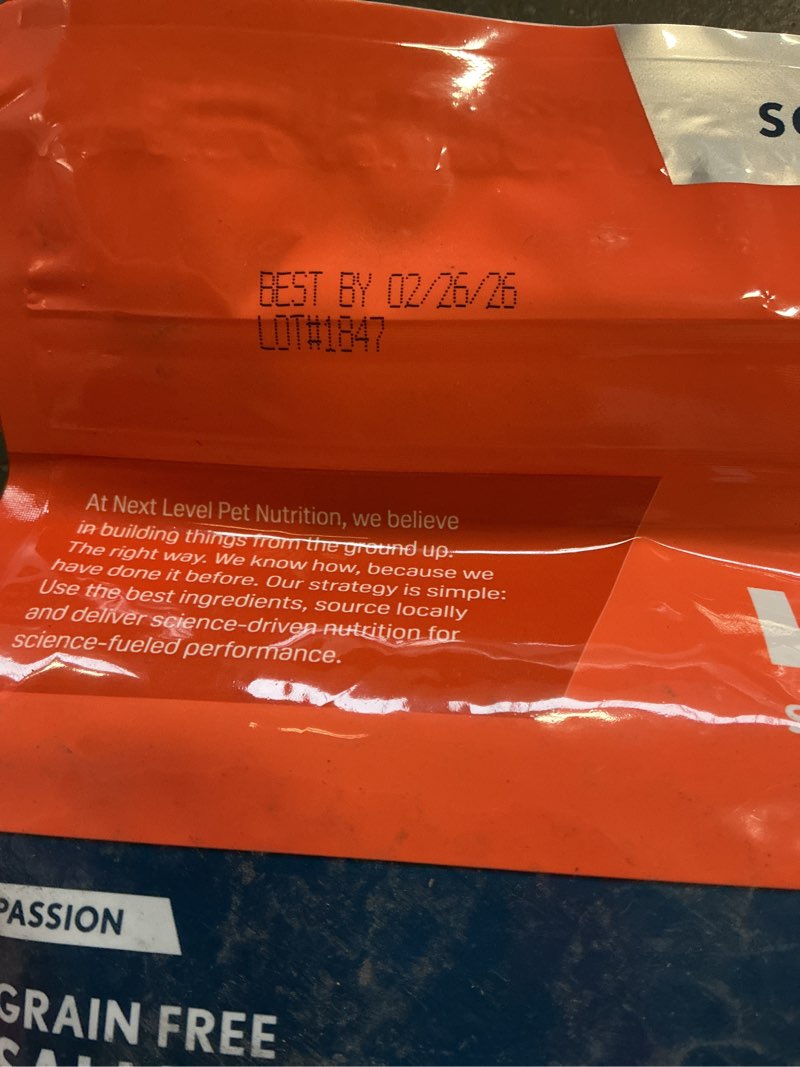 BEST BY 02/26/26
LOT#1847
At Next Level Pet Nutrition, we believe
in building things from the ground up.
The right way. We know how, because we
have done it before. Our strategy is simple:
Use the best ingredients, source locally
and deliver science-driven nutrition for
science-fueled performance.
PASSION
GRAIN FREE